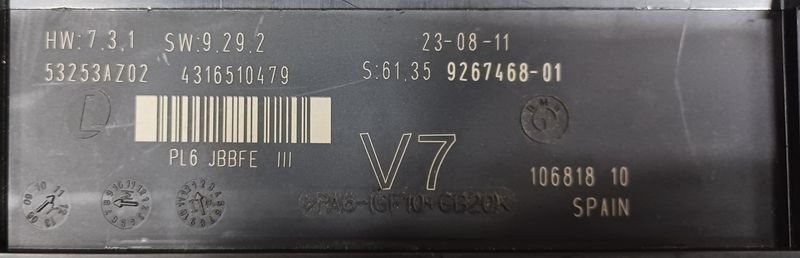 HW:7.3.1 SW:9.29.2 23-08-11
53253AZ02 4316510479 S:61.35 9267468-01
PL6 JBBFE III
V7
106818 10
SPAIN